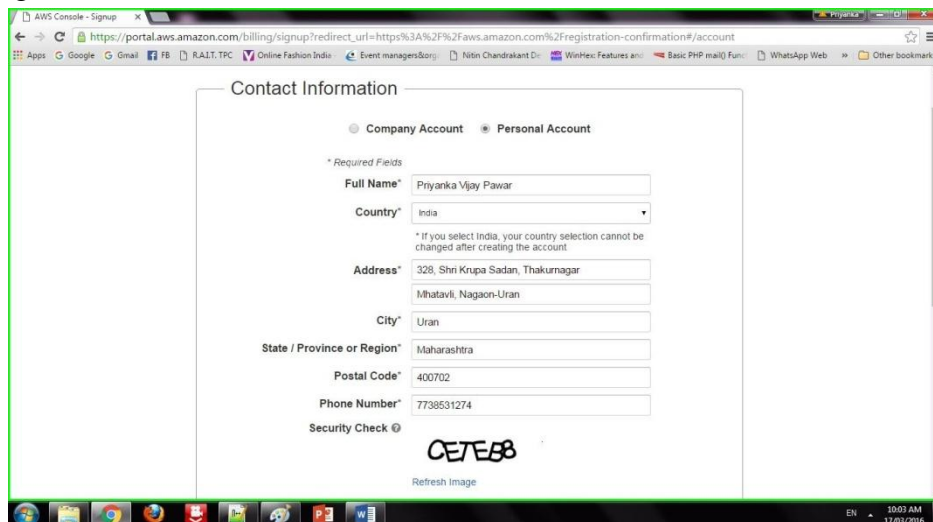 AWS Console - Signup
Priyanka
https://portal.aws.amazon.com/billing/signup?redirect_url=https%3A%2F%2Faws.amazon.com%2Fregistration-confirmation#/account
Apps Google Gmail FB R.A.I.T. TPC Online Fashion India Event managers&org Nitin Chandrakant De WinHex: Features and Basic PHP mail() Func WhatsApp Web » Other bookmark
Contact Information
Company Account Personal Account
* Required Fields
Full Name* Priyanka Vijay Pawar
Country* India
* If you select India, your country selection cannot be
changed after creating the account
Address* 328, Shri Krupa Sadan, Thakurnagar
Mhatavli, Nagaon-Uran
City* Uran
State / Province or Region* Maharashtra
Postal Code* 400702
Phone Number* 7738531274
Security Check
Refresh Image
EN 10:03 AM
17/03/2016